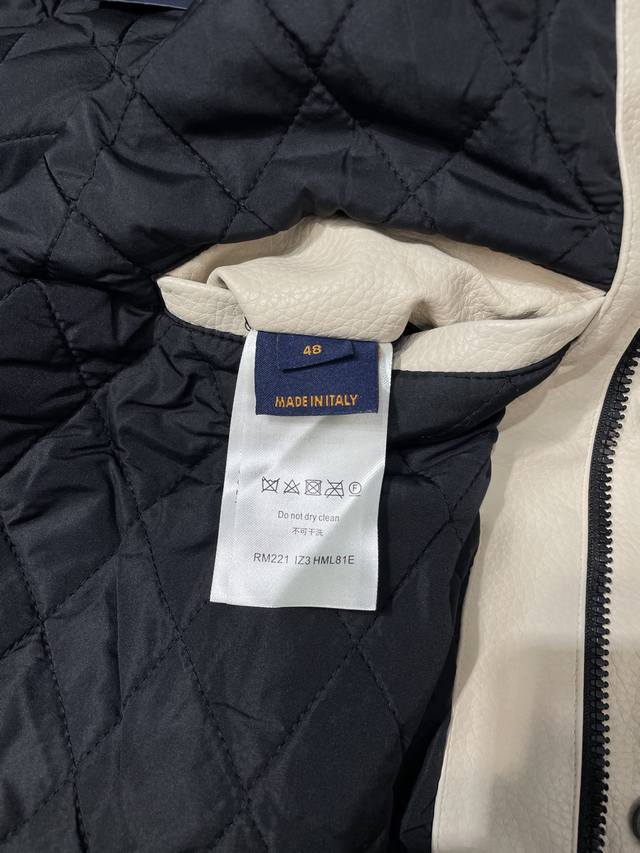 48
MADE IN ITALY
F
Do not dry clean
不可干洗
RM221 IZ3 HML81E